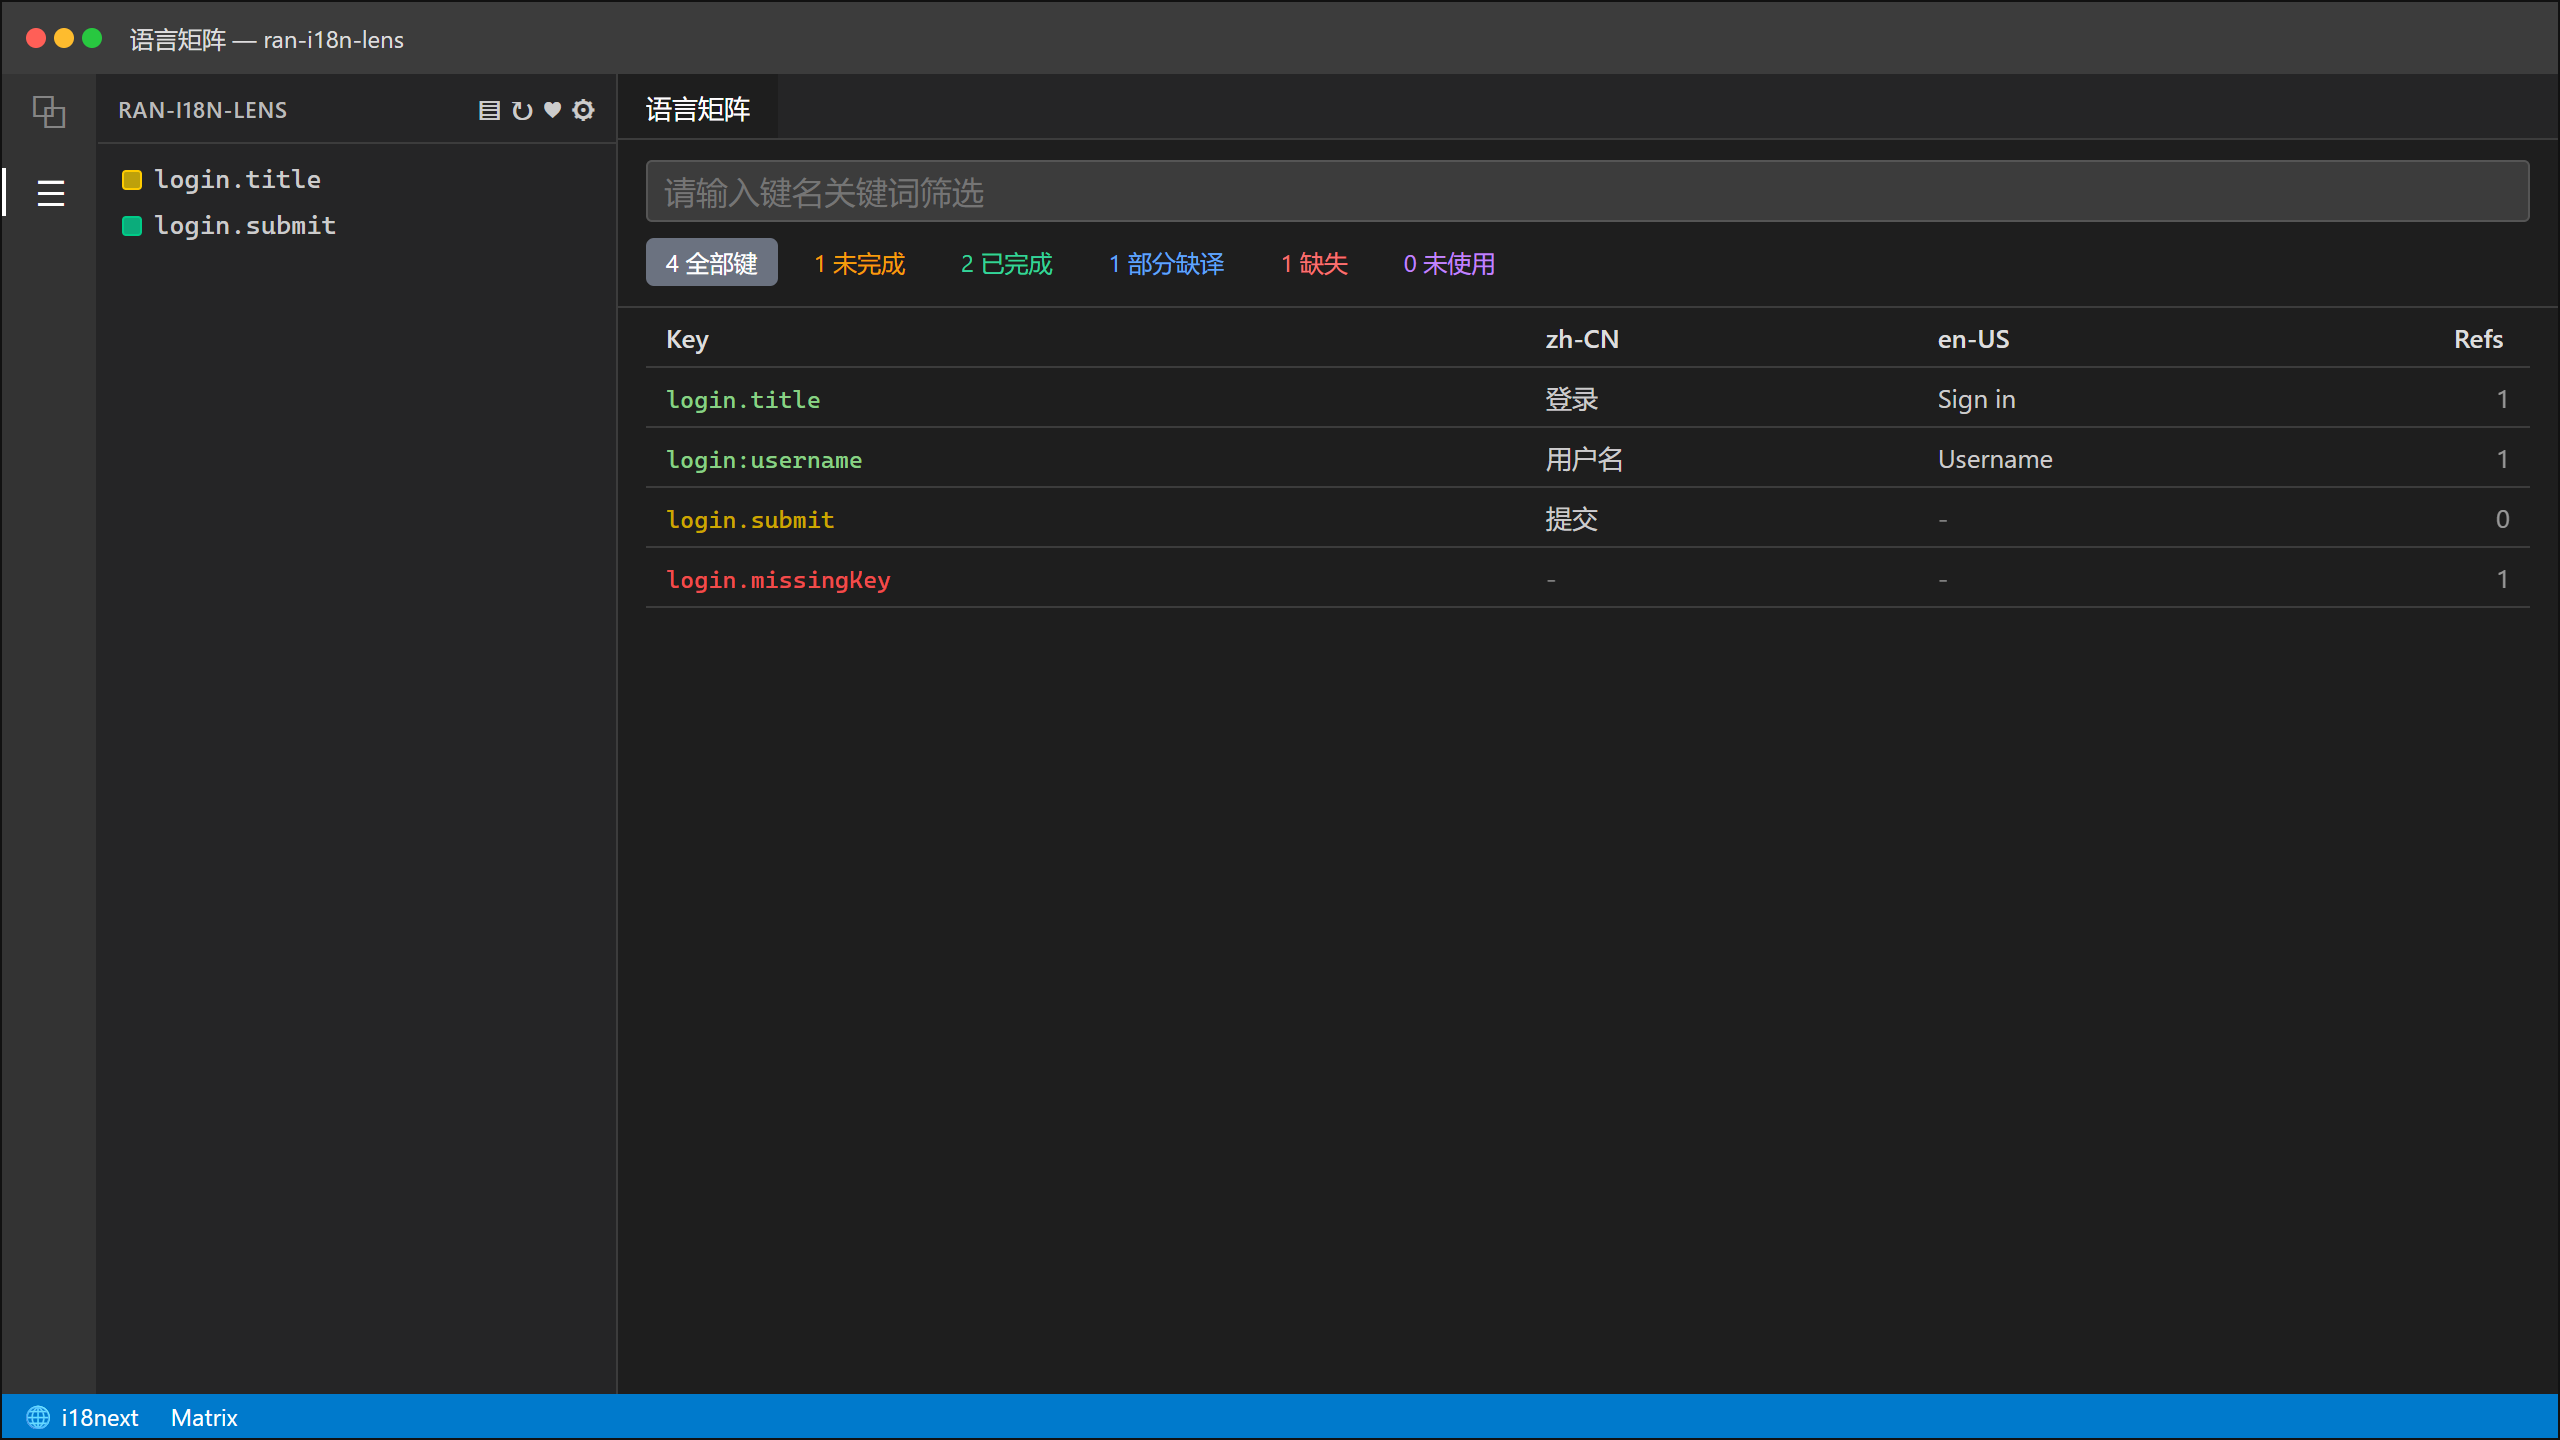 语言矩阵 — ran-i18n-lens
RAN-I18N-LENS
login.title
login.submit
语言矩阵
请输入键名关键词筛选
4 全部键 1 未完成 2 已完成 1 部分缺译 1 缺失 0 未使用
Key zh-CN en-US Refs
login.title 登录 Sign in 1
login:username 用户名 Username 1
login.submit 提交 - 0
login.missingKey - - 1
i18next Matrix